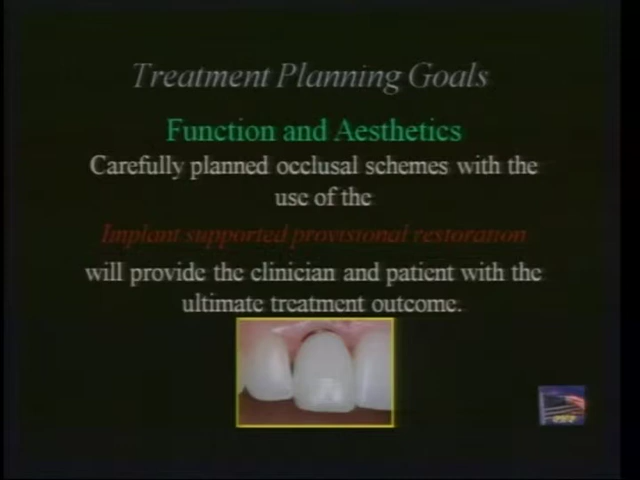 Treatment Planning Goals
Function and Aesthetics
Carefully planned occlusal schemes with the
use of the
Implant supported provisional restoration
will provide the clinician and patient with the
ultimate treatment outcome.